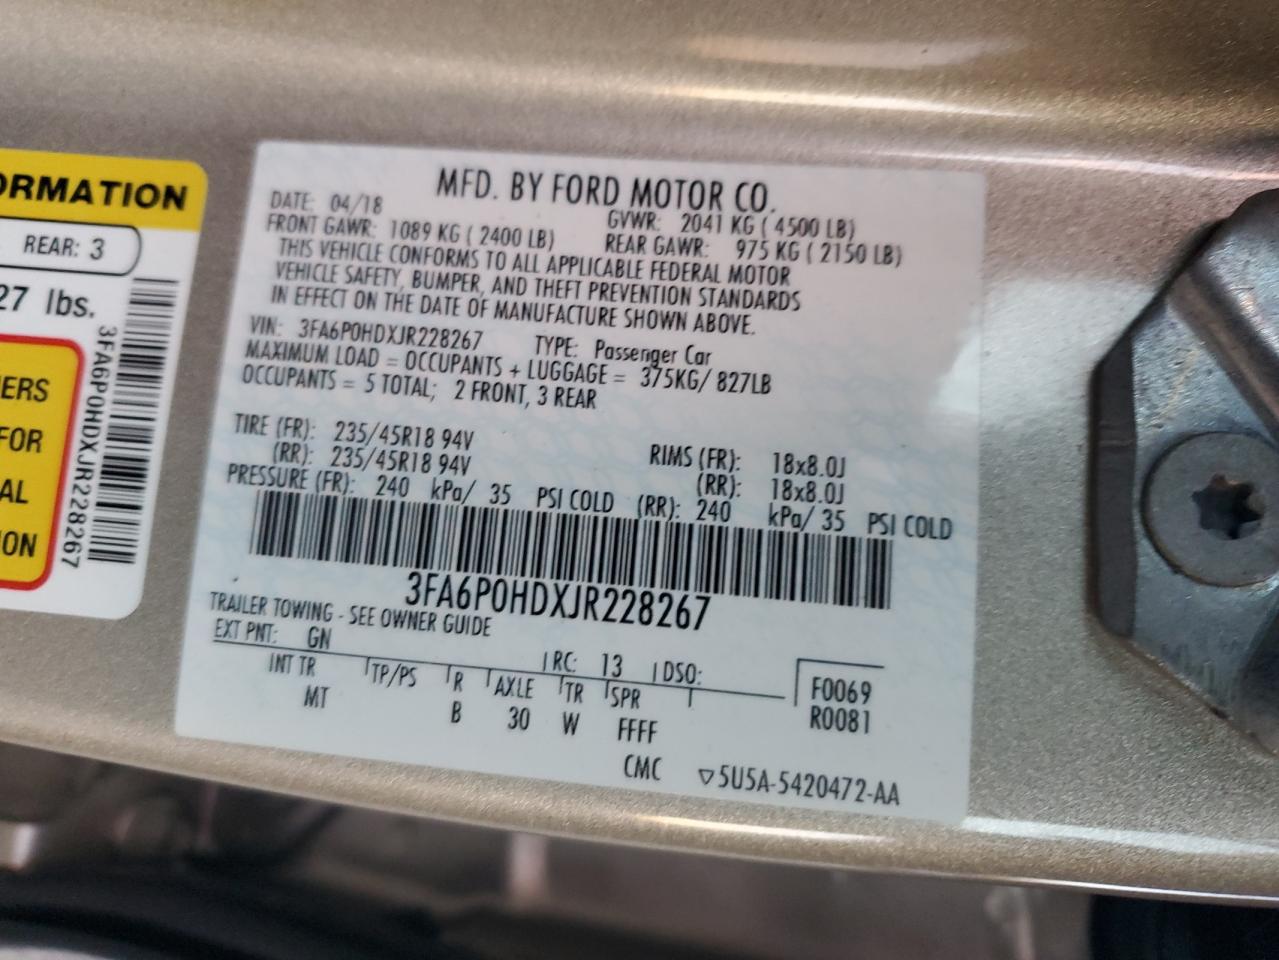 ORMATION
REAR: 3
27 lbs.
ERS
FOR
AL
ION
3FA6P0HDXJR228267
MFD. BY FORD MOTOR CO.
DATE: 04/18 GVWR: 2041 KG ( 4500 LB)
FRONT GAWR: 1089 KG ( 2400 LB) REAR GAWR: 975 KG ( 2150 LB)
THIS VEHICLE CONFORMS TO ALL APPLICABLE FEDERAL MOTOR
VEHICLE SAFETY, BUMPER, AND THEFT PREVENTION STANDARDS
IN EFFECT ON THE DATE OF MANUFACTURE SHOWN ABOVE.
VIN: 3FA6P0HDXJR228267 TYPE: Passenger Car
MAXIMUM LOAD = OCCUPANTS + LUGGAGE = 375KG/ 827LB
OCCUPANTS = 5 TOTAL; 2 FRONT, 3 REAR
TIRE (FR): 235/45R18 94V RIMS (FR): 18x8.0J
(RR): 235/45R18 94V (RR): 18x8.0J
PRESSURE (FR): 240 kPa/ 35 PSI COLD (RR): 240 kPa/ 35 PSI COLD
3FA6P0HDXJR228267
TRAILER TOWING - SEE OWNER GUIDE
EXT PNT: GN RC: 13 DSO:
INT TR TP/PS R AXLE TR SPR F0069
MT B 30 W FFFF R0081
CMC ▽5U5A-5420472-AA